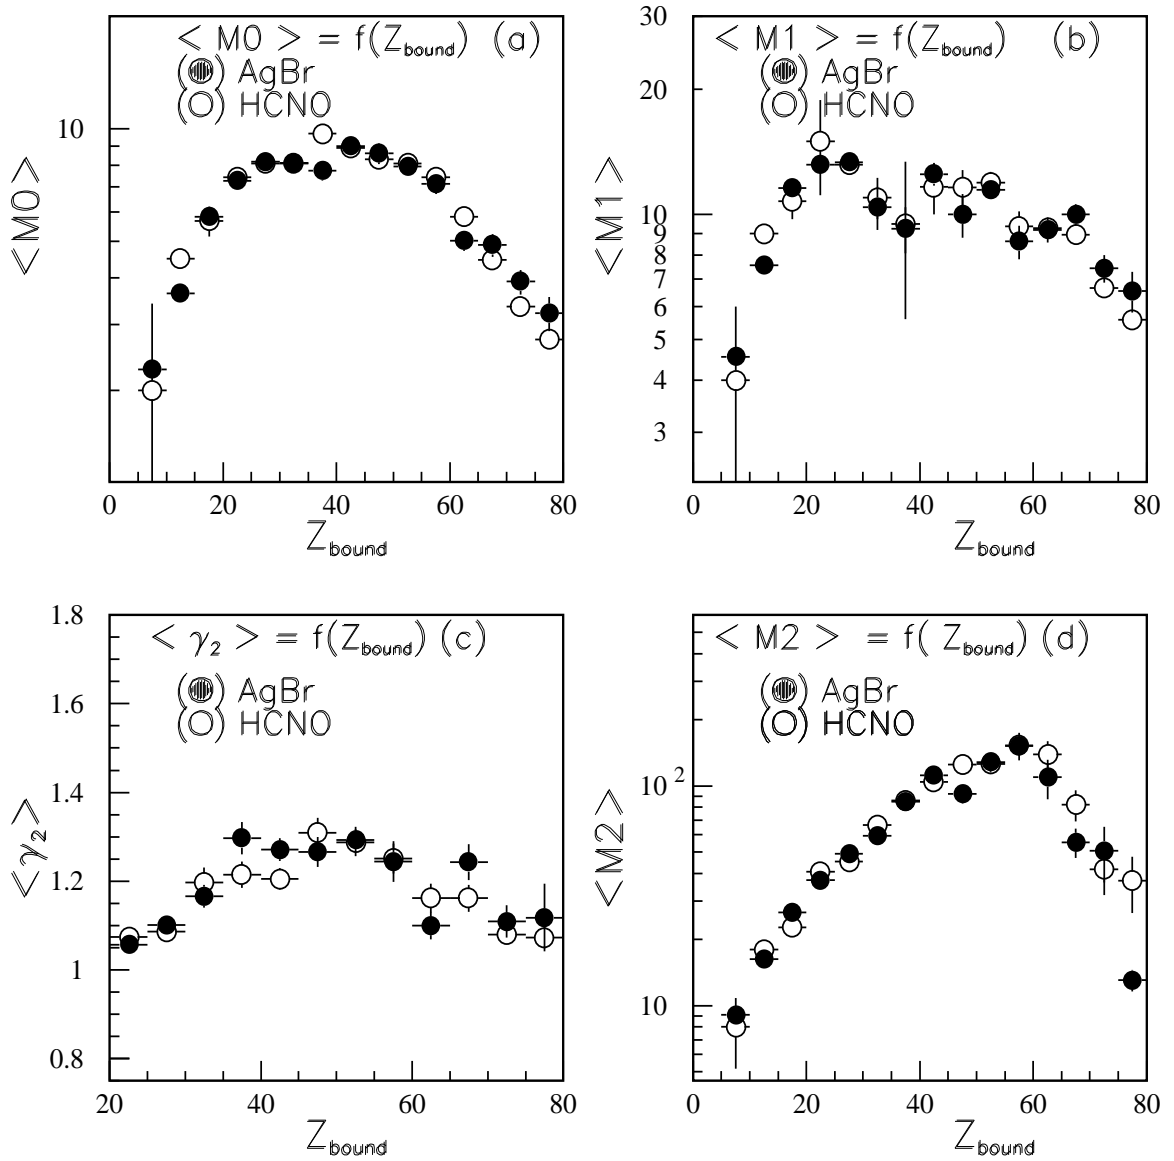 < M0 > = f(Z_bound) (a)
(●) AgBr
(○) HCNO
10
< M0 >
0 20 40 60 80
Z_bound
< M1 > = f(Z_bound) (b)
(●) AgBr
(○) HCNO
30
20
10
9
8
7
6
5
4
3
< M1 >
0 20 40 60 80
Z_bound
< γ_2 > = f(Z_bound) (c)
(●) AgBr
(○) HCNO
1.8
1.6
1.4
1.2
1
0.8
< γ_2 >
20 40 60 80
Z_bound
< M2 > = f( Z_bound) (d)
(●) AgBr
(○) HCNO
10^2
10
< M2 >
0 20 40 60 80
Z_bound